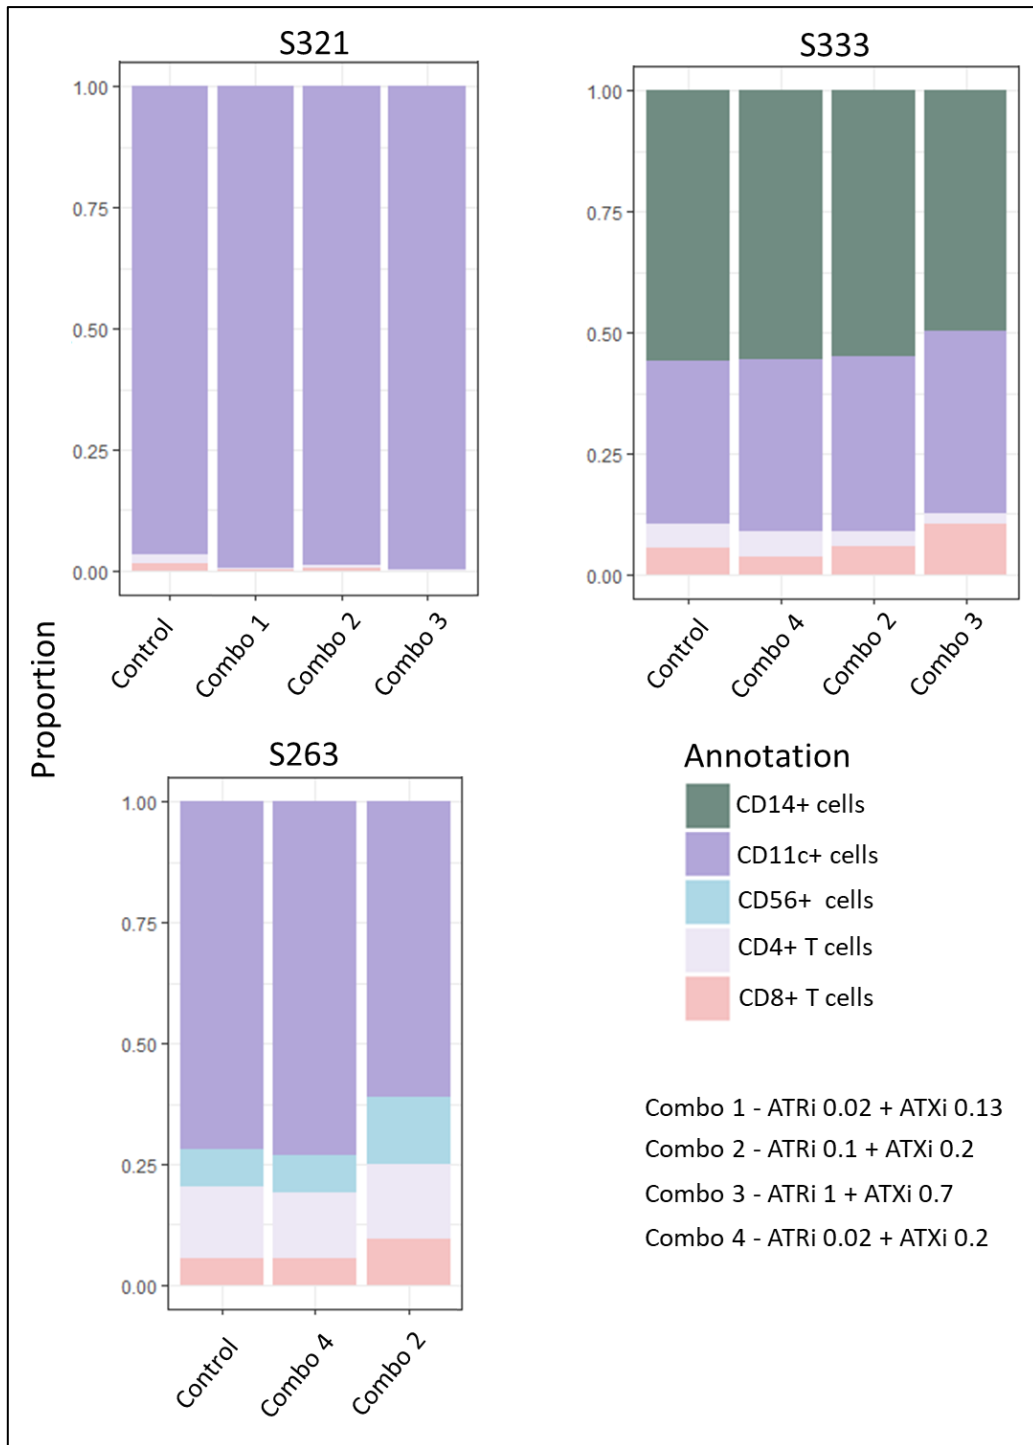 S321
1.00
0.75
0.50
0.25
0.00
Control
Combo 1
Combo 2
Combo 3
S333
1.00
0.75
0.50
0.25
0.00
Control
Combo 4
Combo 2
Combo 3
Proportion
S263
1.00
0.75
0.50
0.25
0.00
Control
Combo 4
Combo 2
Annotation
CD14+ cells
CD11c+ cells
CD56+ cells
CD4+ T cells
CD8+ T cells
Combo 1 - ATRi 0.02 + ATXi 0.13
Combo 2 - ATRi 0.1 + ATXi 0.2
Combo 3 - ATRi 1 + ATXi 0.7
Combo 4 - ATRi 0.02 + ATXi 0.2